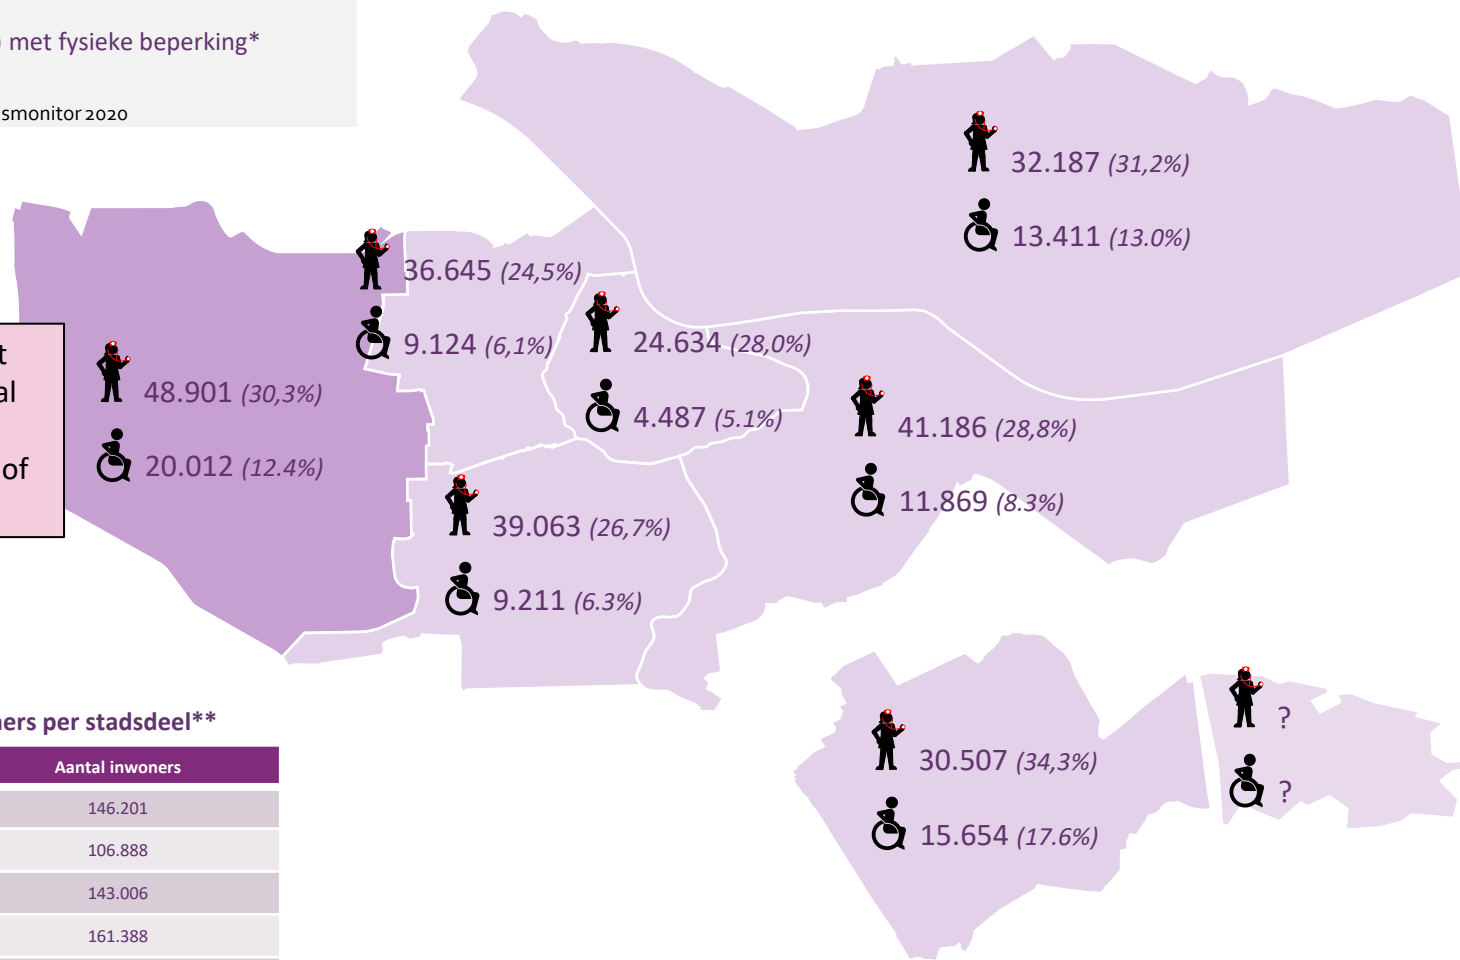 met fysieke beperking*
smonitor 2020
32.187 (31,2%)
13.411 (13.0%)
36.645 (24,5%)
9.124 (6,1%)
24.634 (28,0%)
4.487 (5.1%)
t
al
of
48.901 (30,3%)
20.012 (12.4%)
41.186 (28,8%)
11.869 (8.3%)
39.063 (26,7%)
9.211 (6.3%)
?
?
30.507 (34,3%)
15.654 (17.6%)
ners per stadsdeel**
Aantal inwoners
146.201
106.888
143.006
161.388